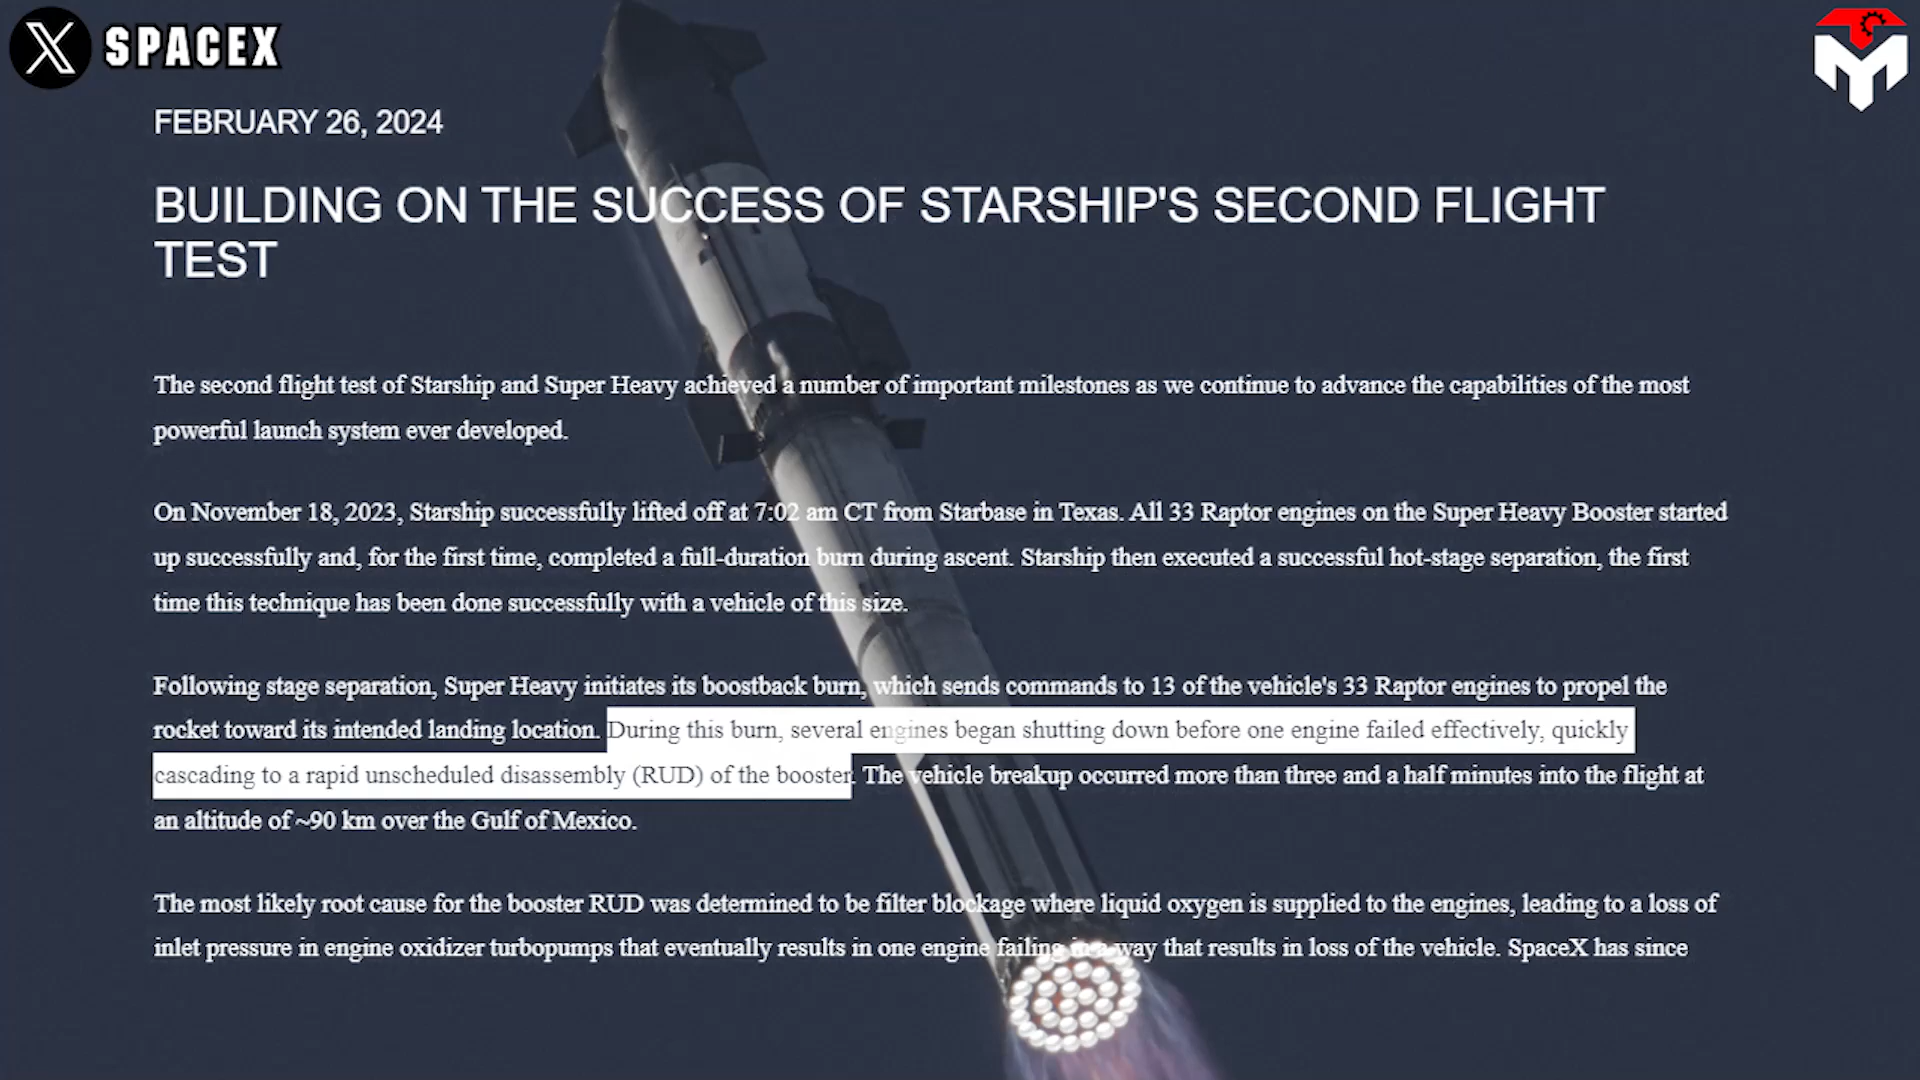 X SPACEX
FEBRUARY 26, 2024
BUILDING ON THE SUCCESS OF STARSHIP'S SECOND FLIGHT
TEST
The second flight test of Starship and Super Heavy achieved a number of important milestones as we continue to advance the capabilities of the most
powerful launch system ever developed.
On November 18, 2023, Starship successfully lifted off at 7:02 am CT from Starbase in Texas. All 33 Raptor engines on the Super Heavy Booster started
up successfully and, for the first time, completed a full-duration burn during ascent. Starship then executed a successful hot-stage separation, the first
time this technique has been done successfully with a vehicle of this size.
Following stage separation, Super Heavy initiates its boostback burn, which sends commands to 13 of the vehicle's 33 Raptor engines to propel the
rocket toward its intended landing location. During this burn, several engines began shutting down before one engine failed effectively, quickly
cascading to a rapid unscheduled disassembly (RUD) of the booster. The vehicle breakup occurred more than three and a half minutes into the flight at
an altitude of ~90 km over the Gulf of Mexico.
The most likely root cause for the booster RUD was determined to be filter blockage where liquid oxygen is supplied to the engines, leading to a loss of
inlet pressure in engine oxidizer turbopumps that eventually results in one engine failing in a way that results in loss of the vehicle. SpaceX has since